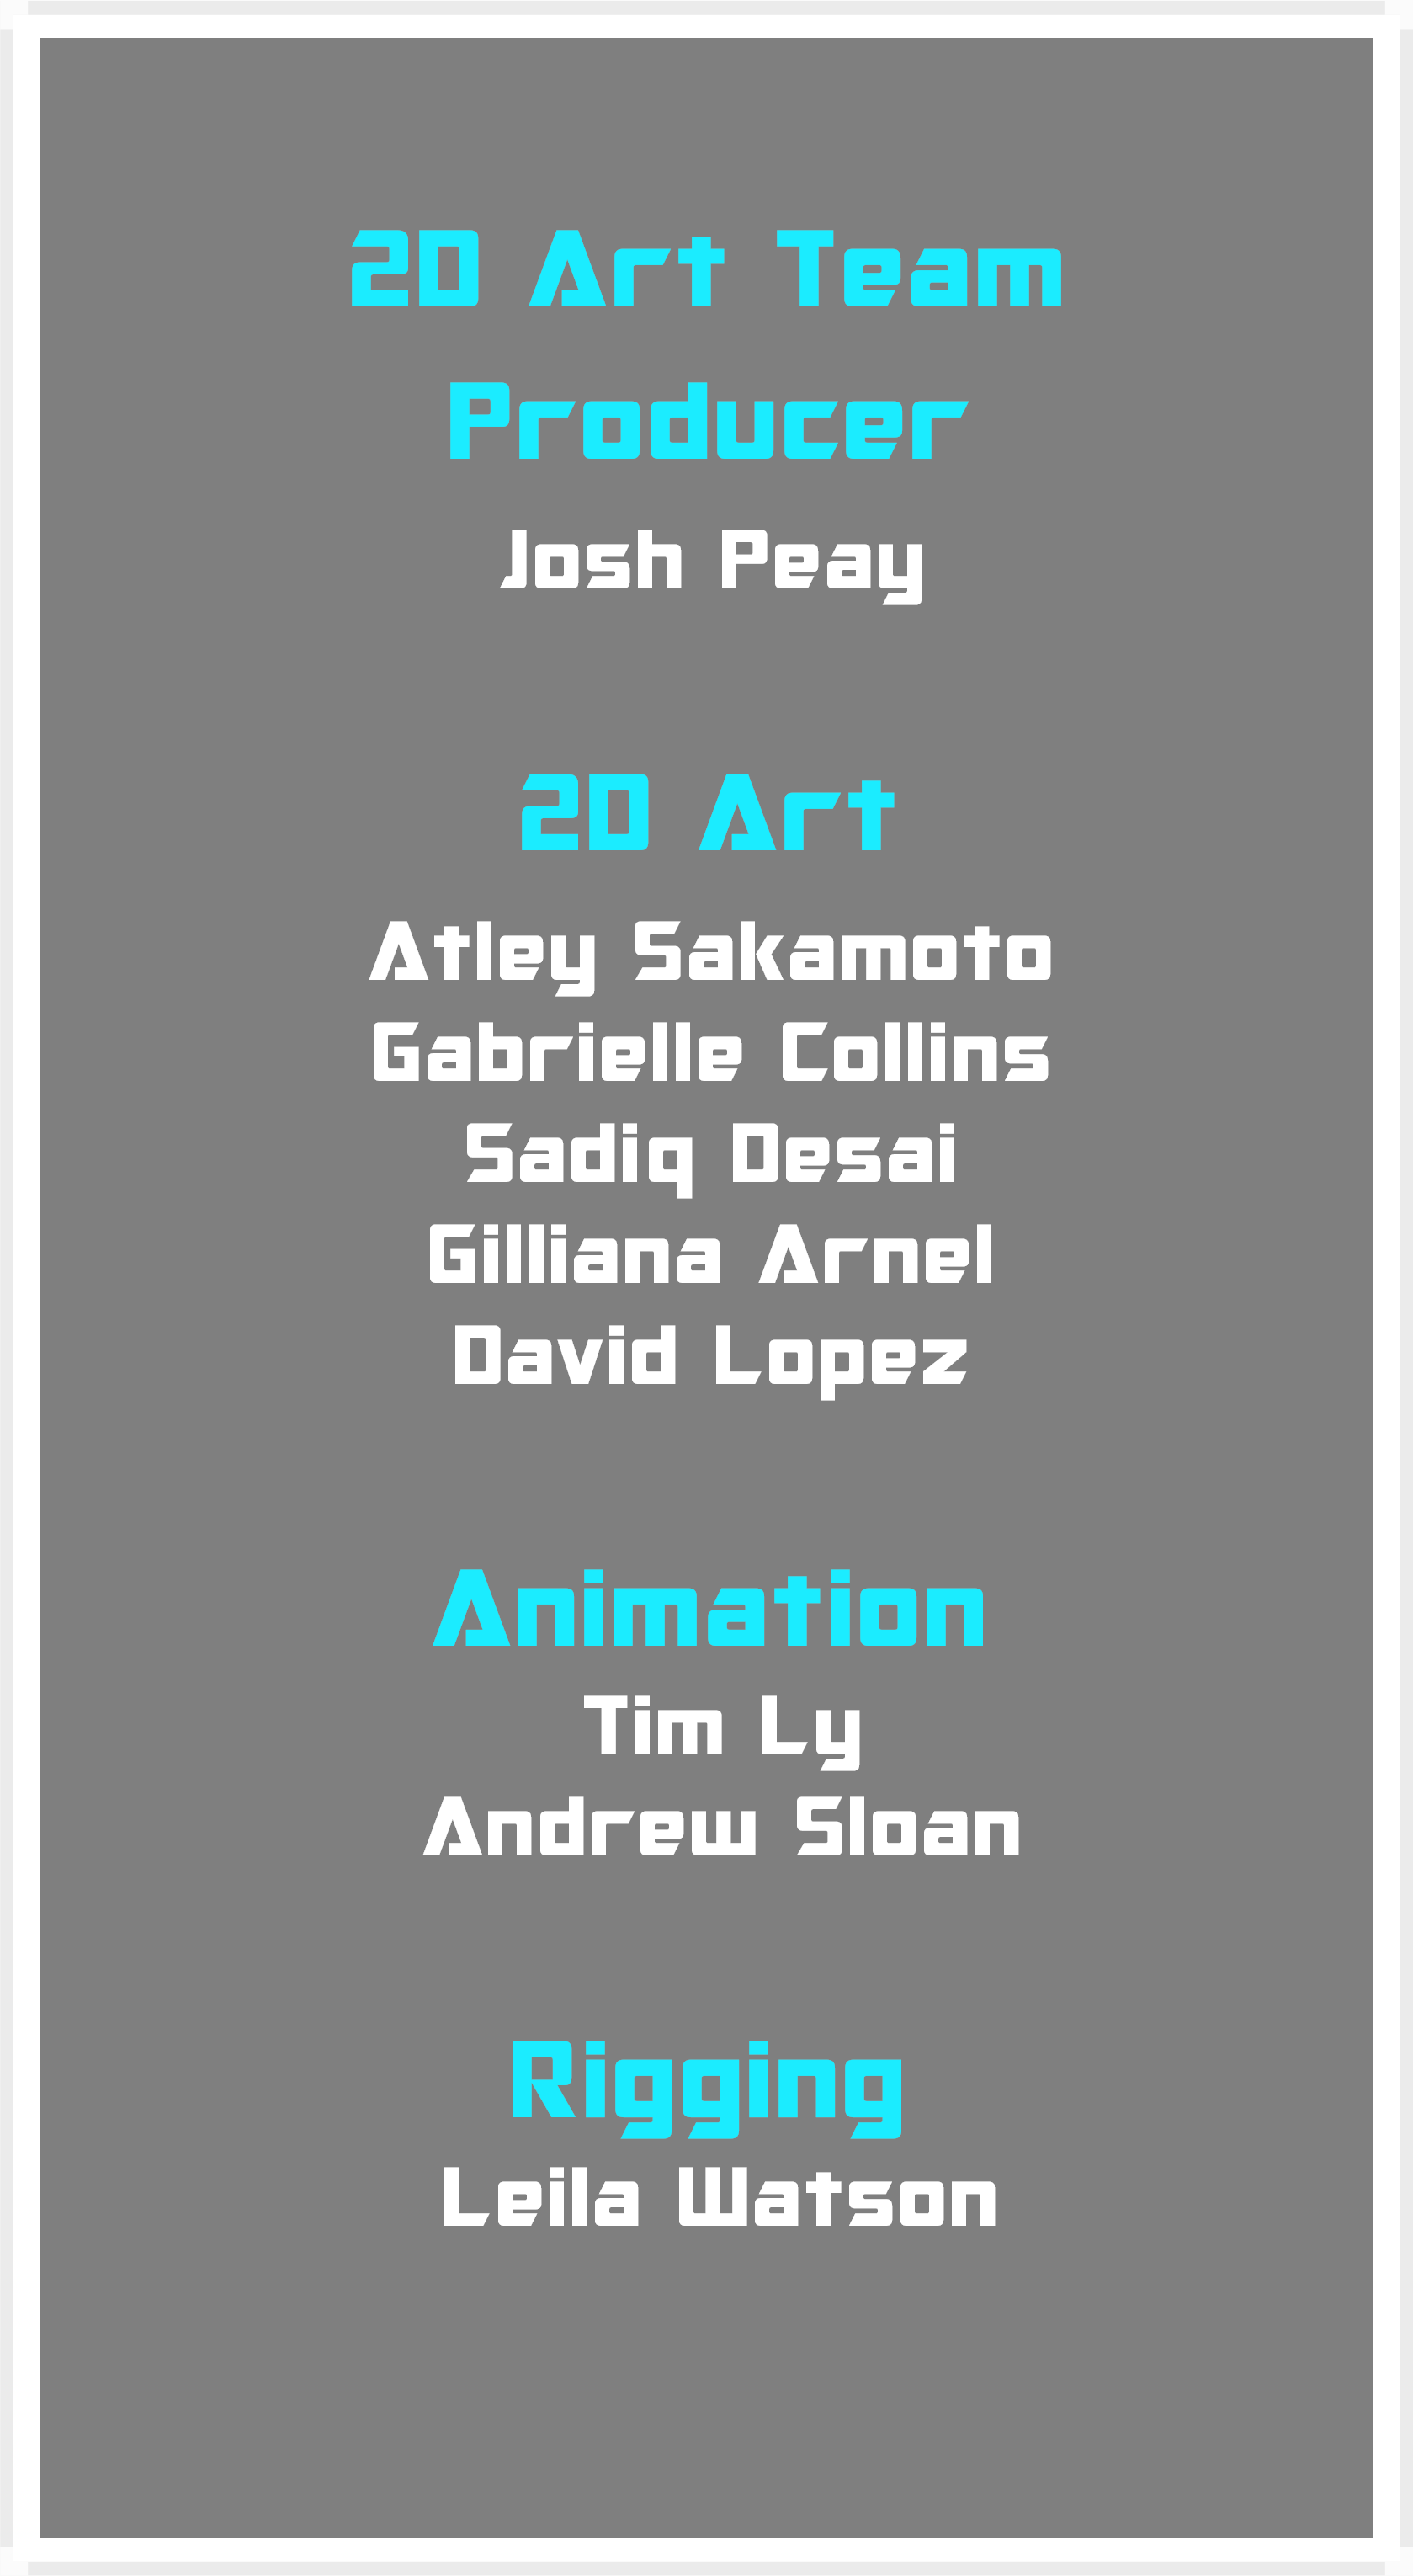 2D Art Team
Producer
Josh Peay
2D Art
Atley Sakamoto
Gabrielle Collins
Sadiq Desai
Gilliana Arnel
David Lopez
Animation
Tim Ly
Andrew Sloan
Rigging
Leila Watson